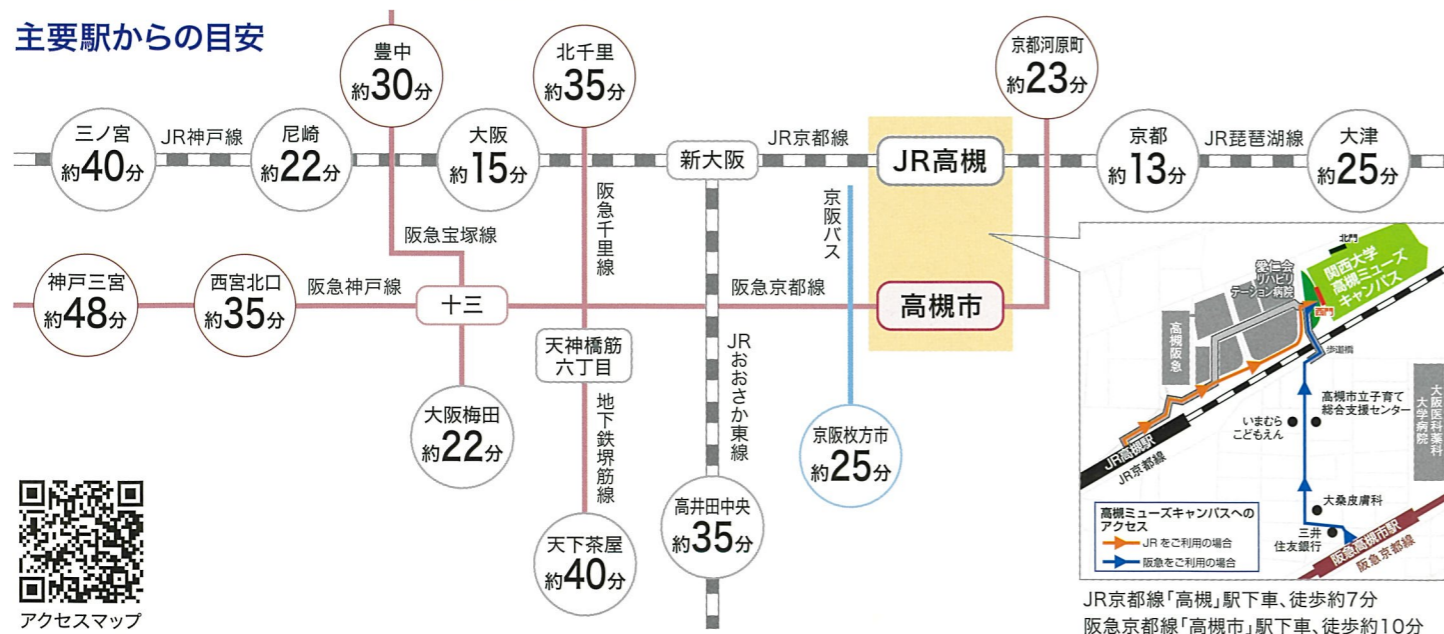 主要駅からの目安
豊中
約30分
北千里
約35分
京都河原町
約23分
三ノ宮
約40分
JR神戸線
尼崎
約22分
大阪
約15分
新大阪
JR京都線
JR高槻
京都
約13分
JR琵琶湖線
大津
約25分
阪急宝塚線
阪急千里線
京阪バス
神戸三宮
約48分
西宮北口
約35分
阪急神戸線
十三
阪急京都線
高槻市
天神橋筋
六丁目
JRおおさか東線
大阪梅田
約22分
地下鉄堺筋線
京阪枚方市
約25分
高井田中央
約35分
天下茶屋
約40分
アクセスマップ
北門
関西大学
高槻ミューズ
キャンパス
愛仁会
リハビリ
テーション病院
西門
高槻阪急
歩道橋
高槻市立子育て
総合支援センター
いまむら
こどもえん
大阪医科薬科
大学病院
JR高槻駅
JR京都線
大桑皮膚科
三井
住友銀行
阪急高槻市駅
阪急京都線
高槻ミューズキャンパスへの
アクセス
JRをご利用の場合
阪急をご利用の場合
JR京都線「高槻」駅下車、徒歩約7分
阪急京都線「高槻市」駅下車、徒歩約10分